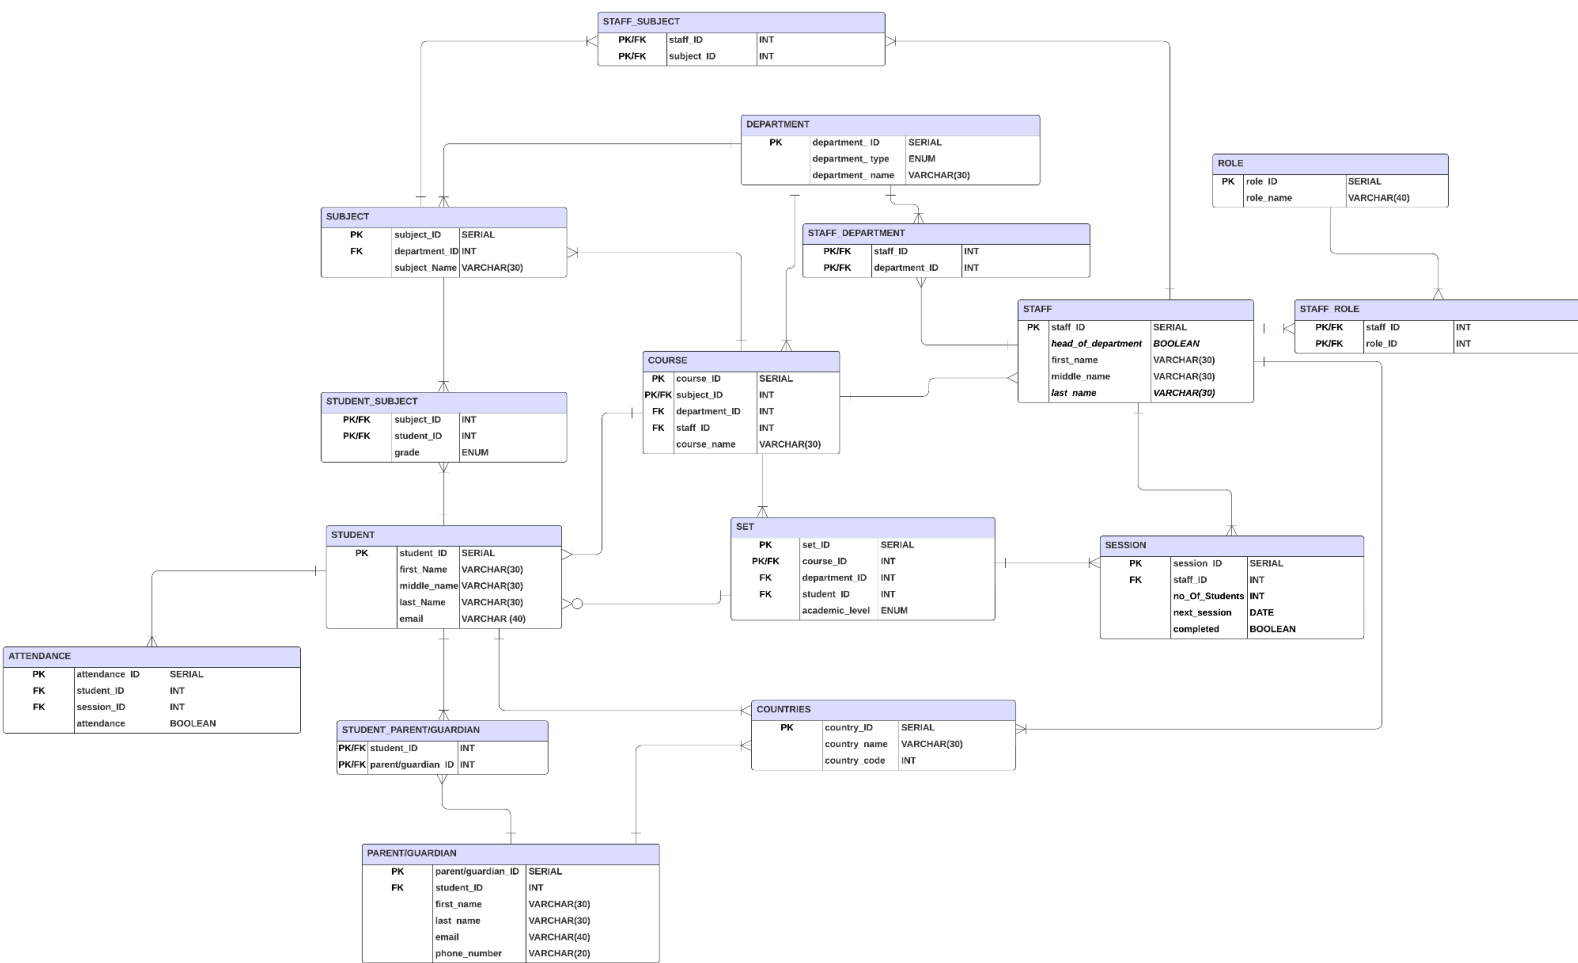 STAFF_SUBJECT
PK/FK staff_ID INT
PK/FK subject_ID INT
DEPARTMENT
PK department_ ID SERIAL
department_ type ENUM
department_ name VARCHAR(30)
ROLE
PK role_ID SERIAL
role_name VARCHAR(40)
SUBJECT
PK subject_ID SERIAL
FK department_ID INT
subject_Name VARCHAR(30)
STAFF_DEPARTMENT
PK/FK staff_ID INT
PK/FK department_ID INT
STAFF
PK staff_ID SERIAL
head_of_department BOOLEAN
first_name VARCHAR(30)
middle_name VARCHAR(30)
last_name VARCHAR(30)
STAFF_ROLE
PK/FK staff_ID INT
PK/FK role_ID INT
COURSE
PK course_ID SERIAL
PK/FK subject_ID INT
FK department_ID INT
FK staff_ID INT
course_name VARCHAR(30)
STUDENT_SUBJECT
PK/FK subject_ID INT
PK/FK student_ID INT
grade ENUM
STUDENT
PK student_ID SERIAL
first_Name VARCHAR(30)
middle_name VARCHAR(30)
last_Name VARCHAR(30)
email VARCHAR (40)
SET
PK set_ID SERIAL
PK/FK course_ID INT
FK department_ID INT
FK student_ID INT
academic_level ENUM
SESSION
PK session_ID SERIAL
FK staff_ID INT
no_Of_Students INT
next_session DATE
completed BOOLEAN
ATTENDANCE
PK attendance_ID SERIAL
FK student_ID INT
FK session_ID INT
attendance BOOLEAN
STUDENT_PARENT/GUARDIAN
PK/FK student_ID INT
PK/FK parent/guardian_ID INT
COUNTRIES
PK country_ID SERIAL
country_name VARCHAR(30)
country_code INT
PARENT/GUARDIAN
PK parent/guardian_ID SERIAL
FK student_ID INT
first_name VARCHAR(30)
last_name VARCHAR(30)
email VARCHAR(40)
phone_number VARCHAR(20)